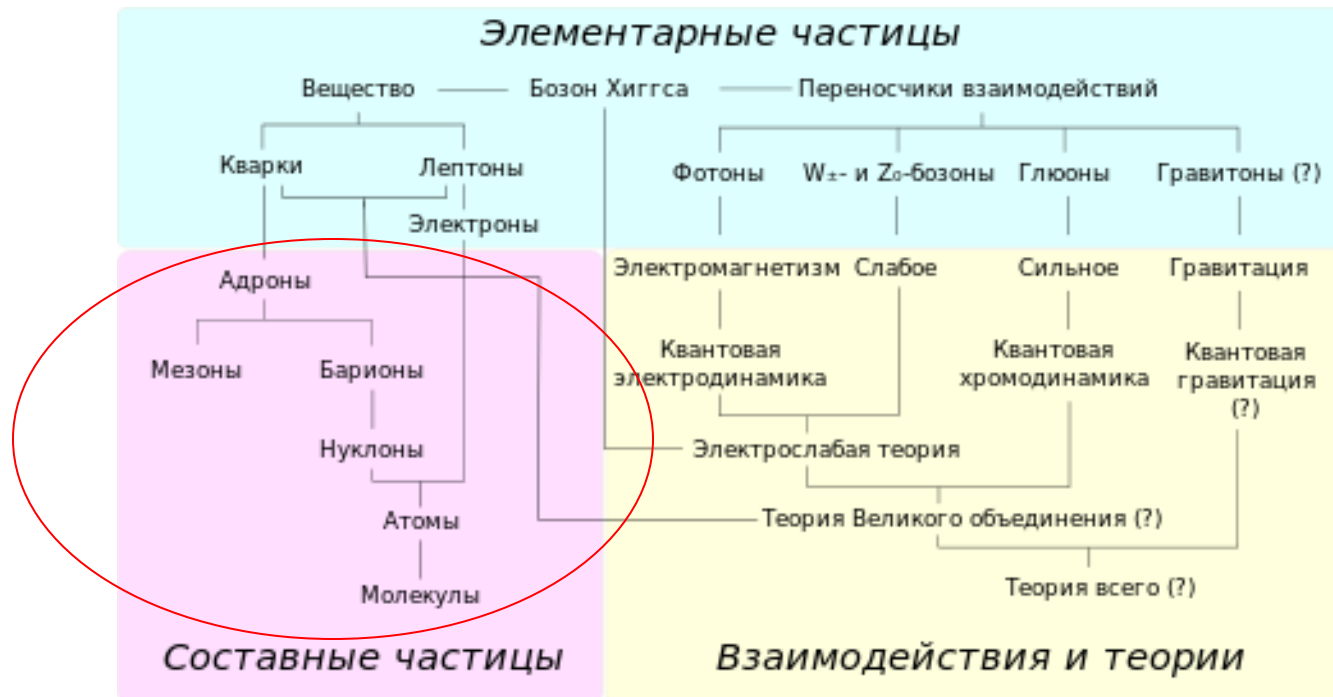 Элементарные частицы
Вещество
Бозон Хиггса
Переносчики взаимодействий
Кварки
Лептоны
Фотоны
W±- и Z₀-бозоны
Глюоны
Гравитоны (?)
Электроны
Адроны
Электромагнетизм
Слабое
Сильное
Гравитация
Мезоны
Барионы
Квантовая
электродинамика
Квантовая
хромодинамика
Квантовая
гравитация
(?)
Нуклоны
Электрослабая теория
Атомы
Теория Великого объединения (?)
Молекулы
Теория всего (?)
Составные частицы
Взаимодействия и теории